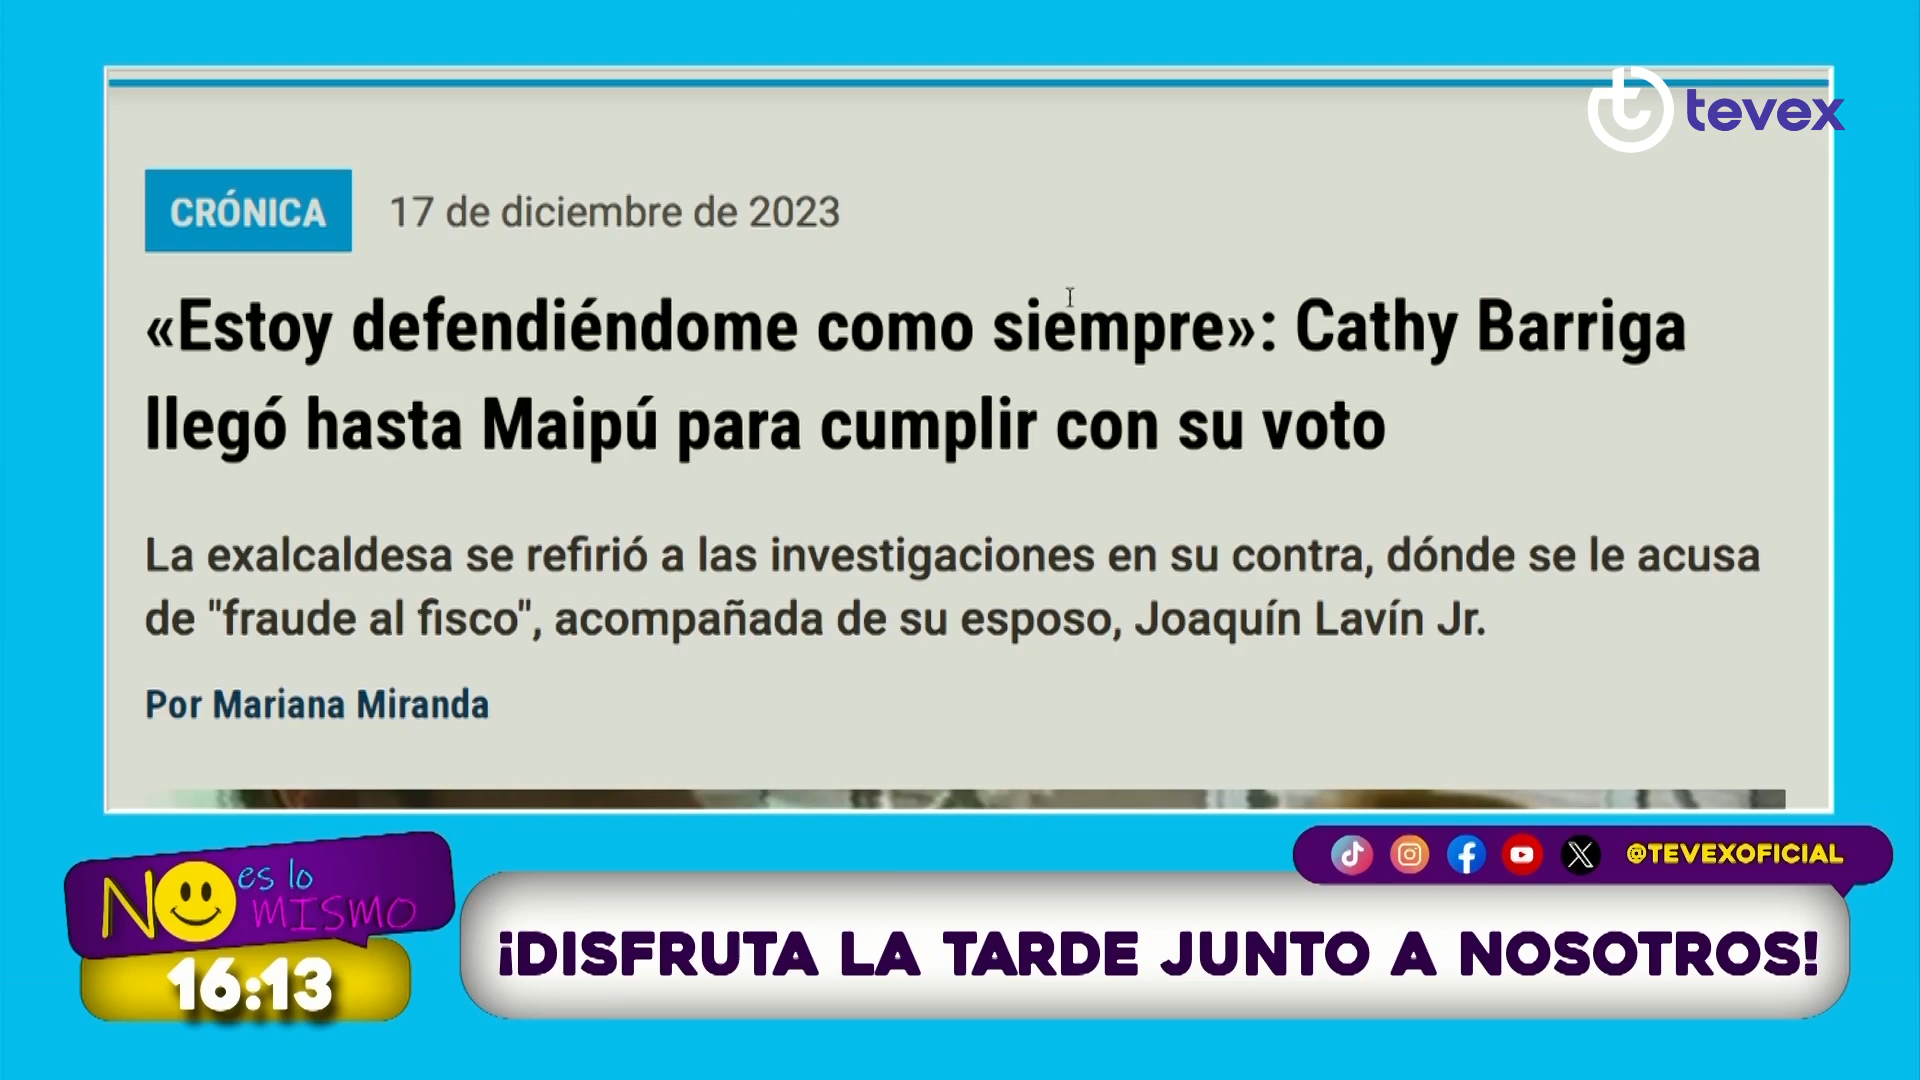 tevex
CRÓNICA 17 de diciembre de 2023
«Estoy defendiéndome como siempre»: Cathy Barriga
llegó hasta Maipú para cumplir con su voto
La exalcaldesa se refirió a las investigaciones en su contra, dónde se le acusa
de "fraude al fisco", acompañada de su esposo, Joaquín Lavín Jr.
Por Mariana Miranda
@TEVEXOFICIAL
NO es lo
MISMO
16:13
¡DISFRUTA LA TARDE JUNTO A NOSOTROS!